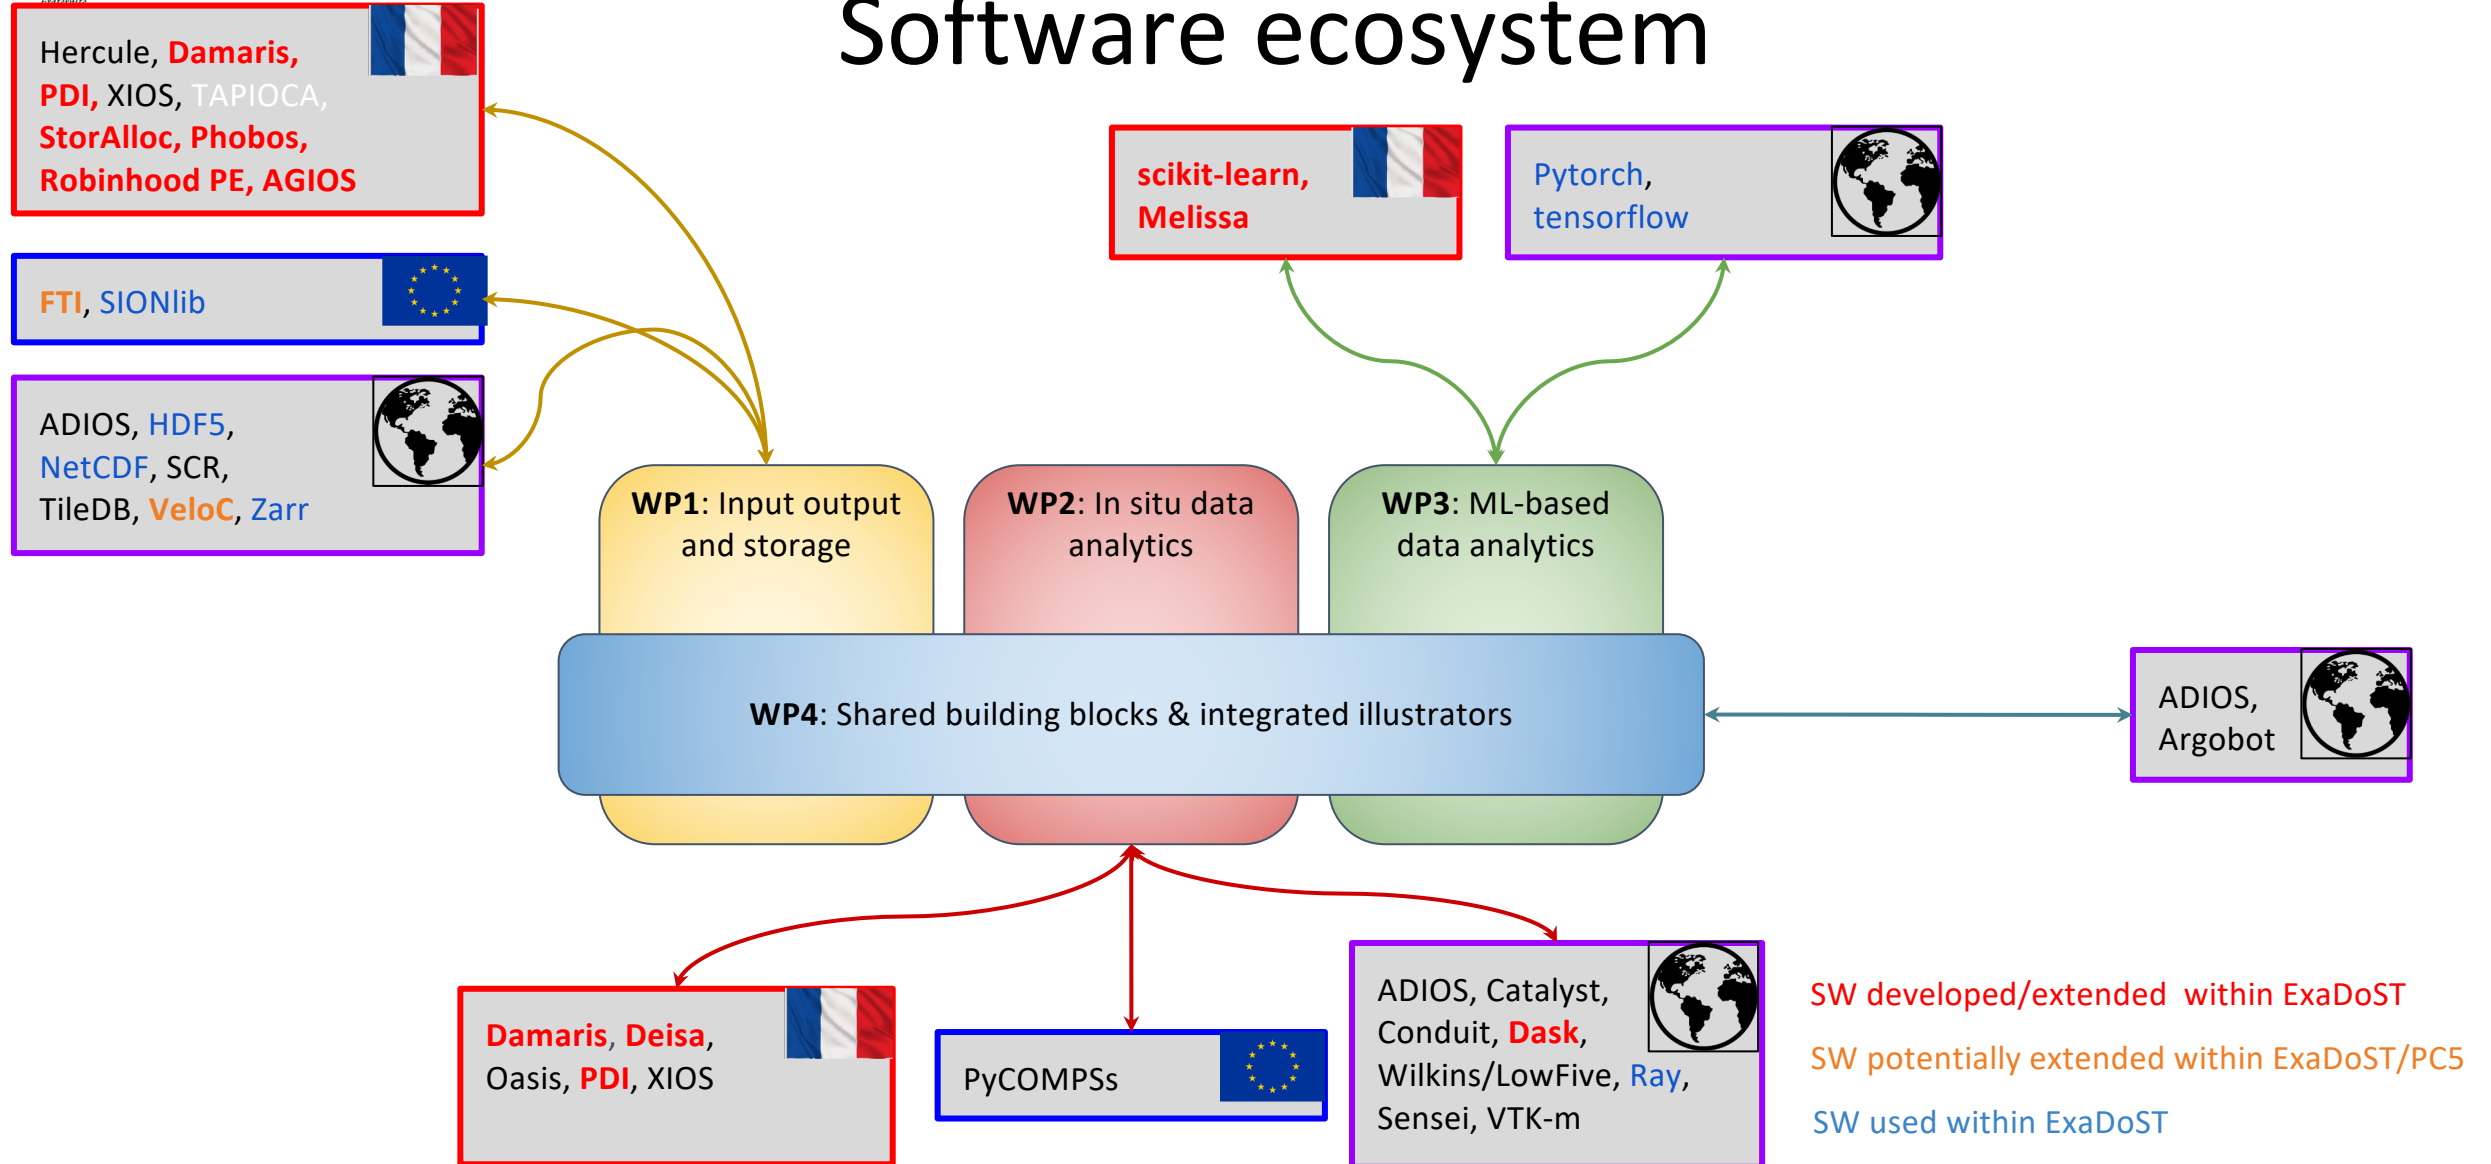 Software ecosystem
Hercule, Damaris,
PDI, XIOS, TAPIOCA,
StorAlloc, Phobos,
Robinhood PE, AGIOS
FTI, SIONlib
ADIOS, HDF5,
NetCDF, SCR,
TileDB, VeloC, Zarr
scikit-learn,
Melissa
Pytorch,
tensorflow
WP1: Input output
and storage
WP2: In situ data
analytics
WP3: ML-based
data analytics
WP4: Shared building blocks & integrated illustrators
ADIOS,
Argobot
Damaris, Deisa,
Oasis, PDI, XIOS
PyCOMPSs
ADIOS, Catalyst,
Conduit, Dask,
Wilkins/LowFive, Ray,
Sensei, VTK-m
SW developed/extended within ExaDoST
SW potentially extended within ExaDoST/PC5
SW used within ExaDoST